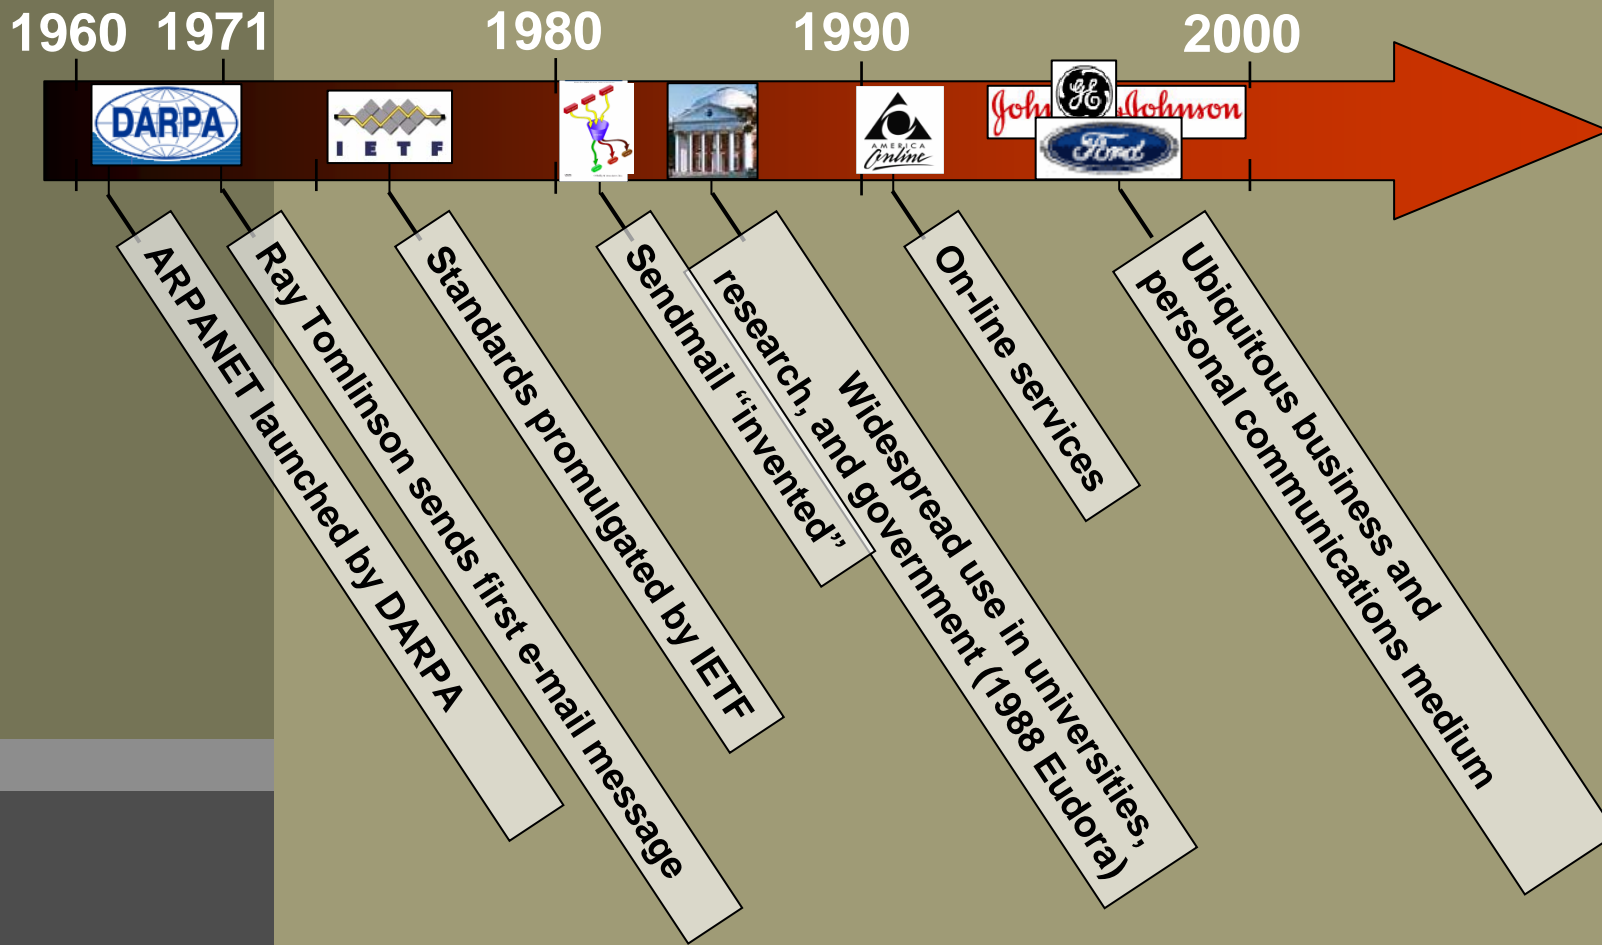 1960 1971 1980 1990 2000
DARPA
I E T F
AMERICA
Online
Joh
GE
Johnson
Ford
ARPANET launched by DARPA
Ray Tomlinson sends first e-mail message
Standards promulgated by IETF
Sendmail “invented”
Widespread use in universities,
research, and government (1988 Eudora)
On-line services
Ubiquitous business and
personal communications medium